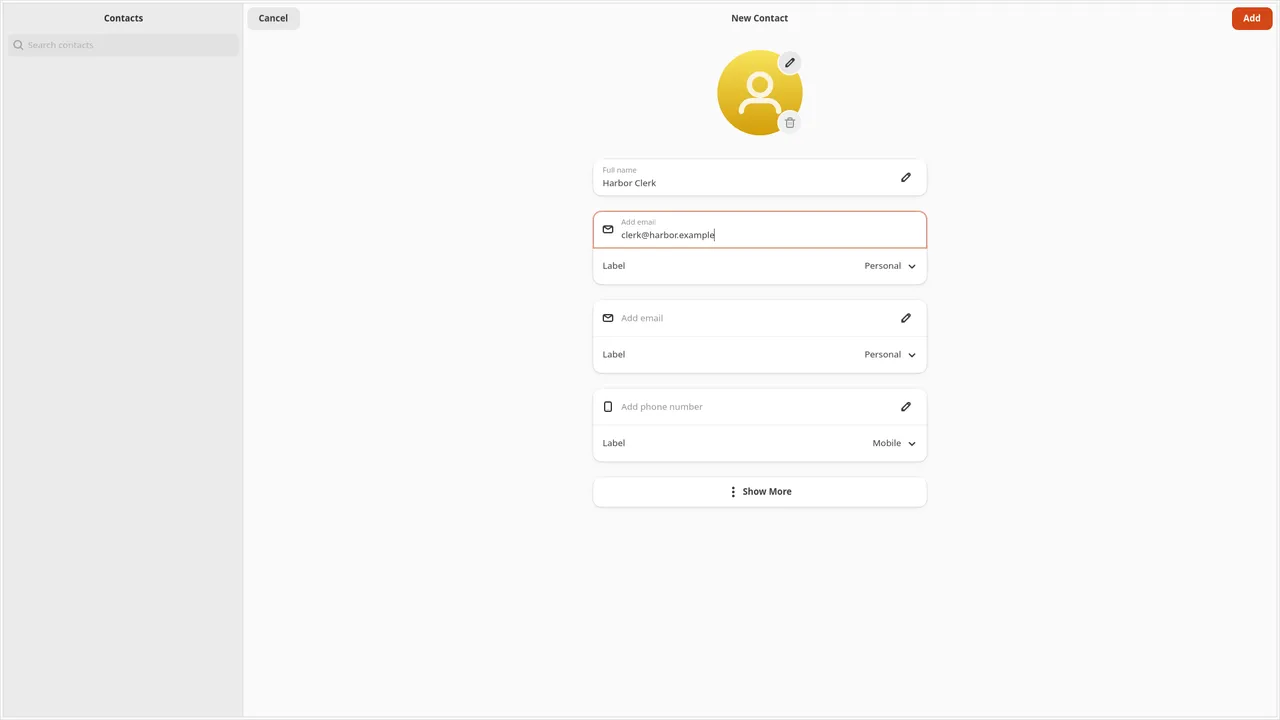 Contacts
Search contacts
Cancel
New Contact
Add
Full name
Harbor Clerk
Add email
clerk@harbor.example
Label
Personal
Add email
Label
Personal
Add phone number
Label
Mobile
Show More